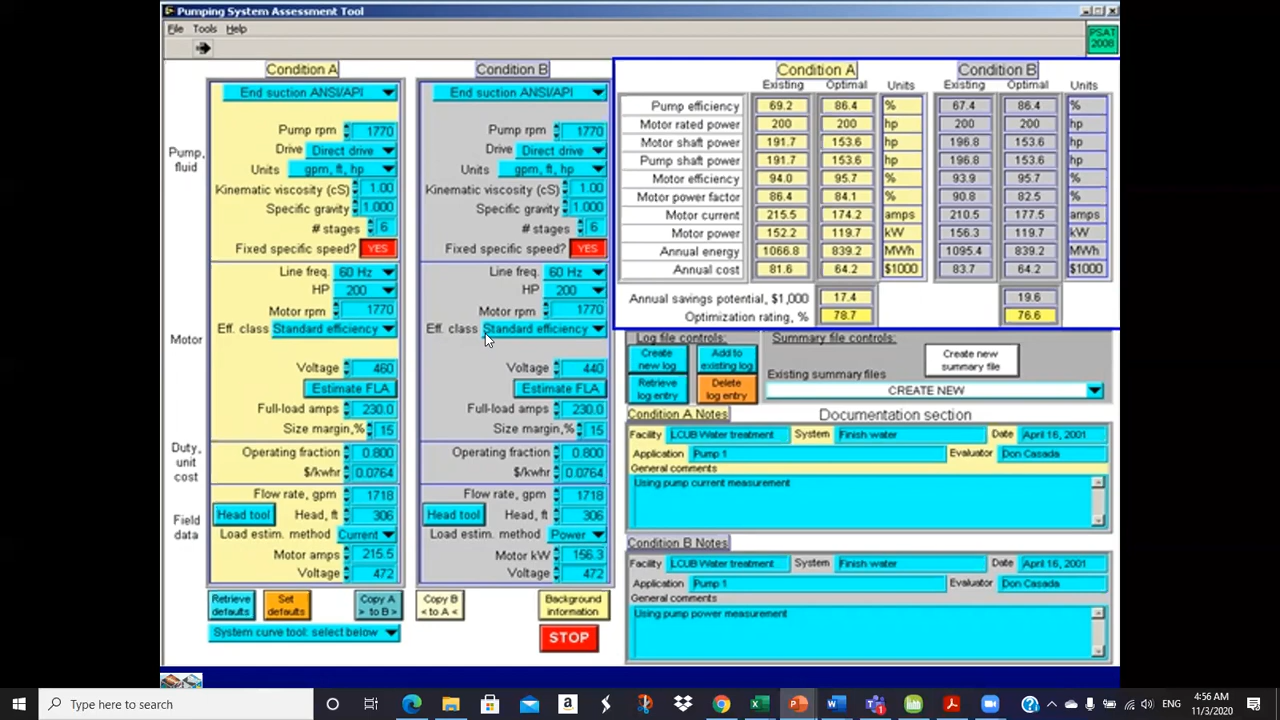 Pumping System Assessment Tool
File Tools Help
PSAT 2008
Condition A
Condition B
End suction ANSI/API
End suction ANSI/API
Pump, fluid
Pump rpm 1770
Pump rpm 1770
Drive Direct drive
Drive Direct drive
Units gpm, ft, hp
Units gpm, ft, hp
Kinematic viscosity (cS) 1.00
Kinematic viscosity (cS) 1.00
Specific gravity 1.000
Specific gravity 1.000
# stages 6
# stages 6
Fixed specific speed? YES
Fixed specific speed? YES
Motor
Line freq. 60 Hz
Line freq. 60 Hz
HP 200
HP 200
Motor rpm 1770
Motor rpm 1770
Eff. class Standard efficiency
Eff. class Standard efficiency
Voltage 460
Voltage 440
Estimate FLA
Estimate FLA
Full-load amps 230.0
Full-load amps 230.0
Size margin,% 15
Size margin,% 15
Duty, unit cost
Operating fraction 0.800
Operating fraction 0.800
$/kwhr 0.0764
$/kwhr 0.0764
Field data
Flow rate, gpm 1718
Flow rate, gpm 1718
Head tool Head, ft 306
Head tool Head, ft 306
Load estim. method Current
Load estim. method Power
Motor amps 215.5
Motor kW 156.3
Voltage 472
Voltage 472
Retrieve defaults
Set defaults
Copy A > to B >
Copy B < to A <
Background information
System curve tool: select below
STOP
Condition A Condition B
Existing Optimal Units Existing Optimal Units
Pump efficiency 69.2 86.4 % 67.4 86.4 %
Motor rated power 200 200 hp 200 200 hp
Motor shaft power 191.7 153.6 hp 196.8 153.6 hp
Pump shaft power 191.7 153.6 hp 196.8 153.6 hp
Motor efficiency 94.0 95.7 % 93.9 95.7 %
Motor power factor 86.4 84.1 % 90.8 82.5 %
Motor current 215.5 174.2 amps 210.5 177.5 amps
Motor power 152.2 119.7 kW 156.3 119.7 kW
Annual energy 1066.8 839.2 MWh 1095.4 839.2 MWh
Annual cost 81.6 64.2 $1000 83.7 64.2 $1000
Annual savings potential, $1,000 17.4 19.6
Optimization rating, % 78.7 76.6
Log file controls:
Summary file controls:
Create new log
Add to existing log
Retrieve log entry
Delete log entry
Create new summary file
Existing summary files
CREATE NEW
Condition A Notes
Documentation section
Facility LCUB Water treatment System Finish water Date April 16, 2001
Application Pump 1 Evaluator Don Casada
General comments
Using pump current measurement
Condition B Notes
Facility LCUB Water treatment System Finish water Date April 16, 2001
Application Pump 1 Evaluator Don Casada
General comments
Using pump power measurement
Type here to search
4:56 AM
11/3/2020